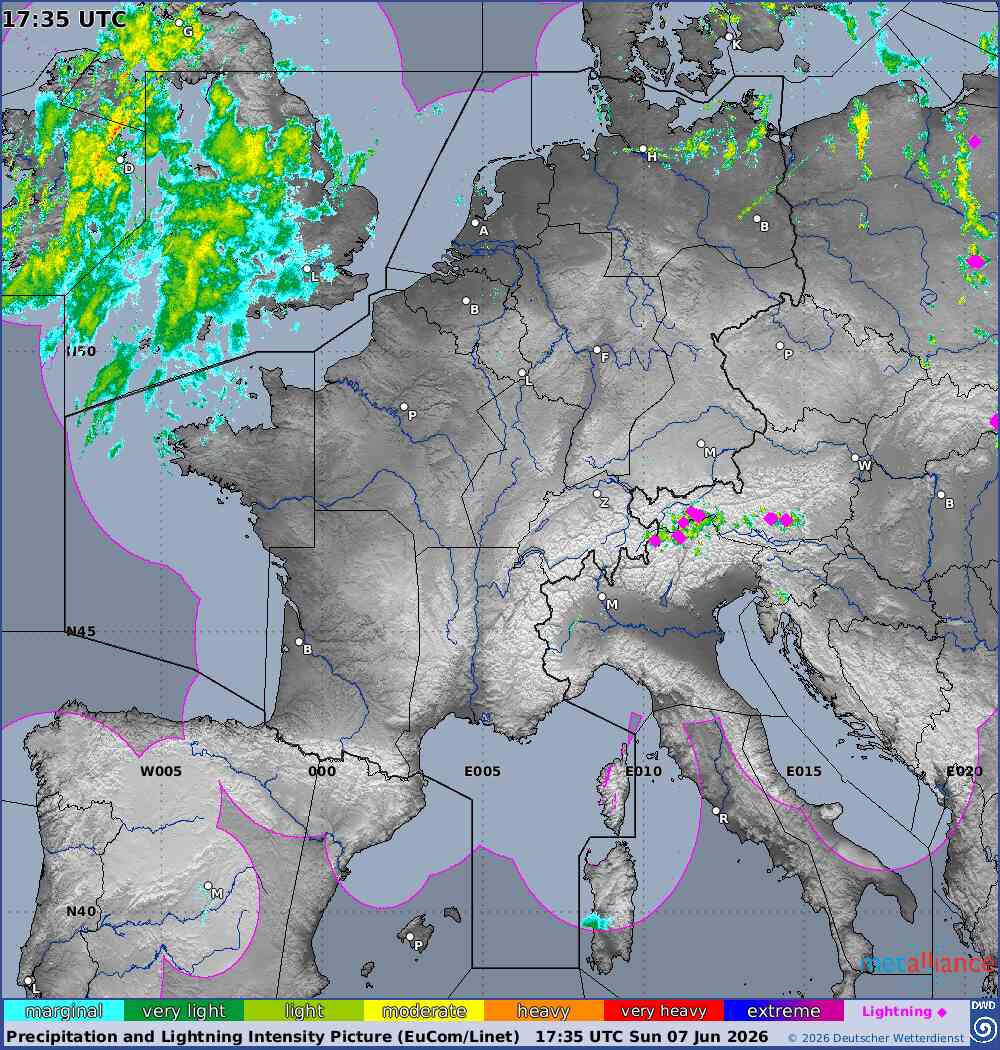 17:35 UTC
G
K
D
H
A
B
L
B
N50
F
P
L
P
M
W
Z
B
M
N45
B
W005
000
E005
E010
E015
E020
R
M
N40
P
L
metalliance
marginal
very light
light
moderate
heavy
very heavy
extreme
Lightning
DWD
Precipitation and Lightning Intensity Picture (EuCom/Linet) 17:35 UTC Sun 07 Jun 2026 © 2026 Deutscher Wetterdienst